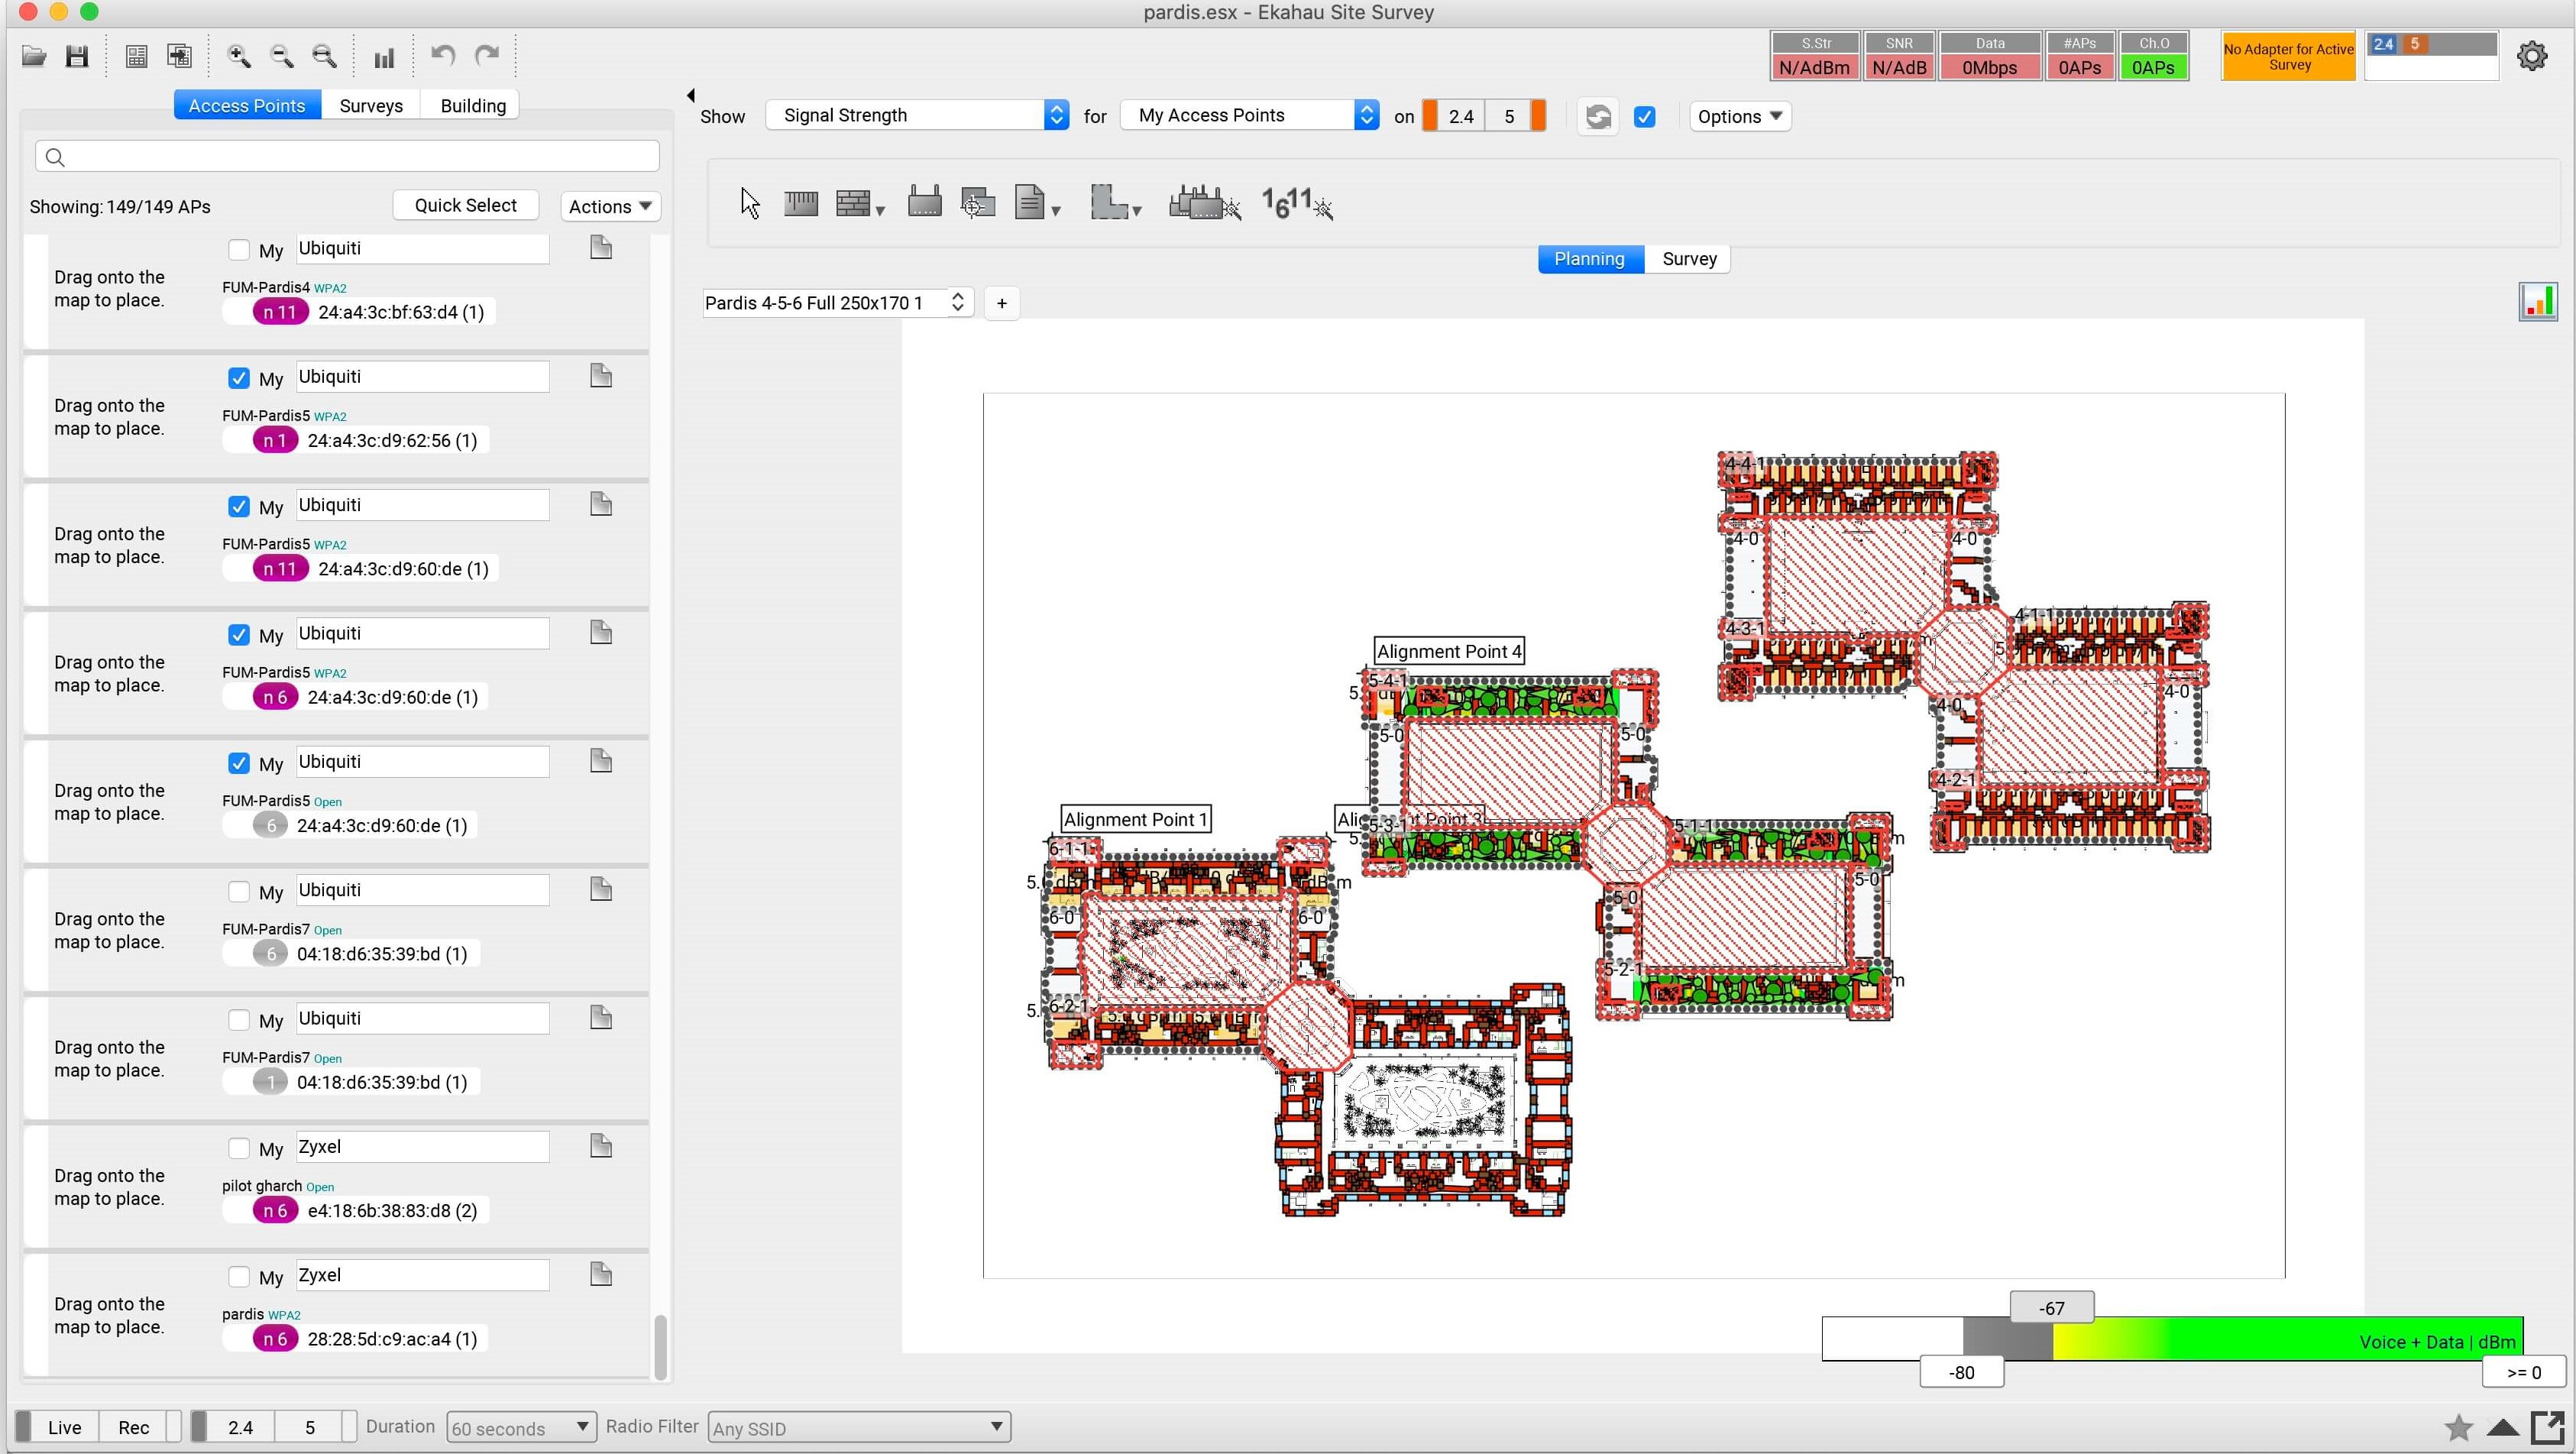 pardis.esx - Ekahau Site Survey
S.Str SNR Data #APs Ch.O
N/AdBm N/AdB 0Mbps 0APs 0APs
No Adapter for Active
Survey
2.4 5
Access Points Surveys Building
Show Signal Strength for My Access Points on 2.4 5 Options
Showing: 149/149 APs Quick Select Actions
1611
Planning Survey
Pardis 4-5-6 Full 250x170 1 +
Drag onto the
map to place.
My Ubiquiti
FUM-Pardis4 WPA2
n 11 24:a4:3c:bf:63:d4 (1)
Drag onto the
map to place.
My Ubiquiti
FUM-Pardis5 WPA2
n 1 24:a4:3c:d9:62:56 (1)
Drag onto the
map to place.
My Ubiquiti
FUM-Pardis5 WPA2
n 11 24:a4:3c:d9:60:de (1)
Drag onto the
map to place.
My Ubiquiti
FUM-Pardis5 WPA2
n 6 24:a4:3c:d9:60:de (1)
Drag onto the
map to place.
My Ubiquiti
FUM-Pardis5 Open
6 24:a4:3c:d9:60:de (1)
Drag onto the
map to place.
My Ubiquiti
FUM-Pardis7 Open
6 04:18:d6:35:39:bd (1)
Drag onto the
map to place.
My Ubiquiti
FUM-Pardis7 Open
1 04:18:d6:35:39:bd (1)
Drag onto the
map to place.
My Zyxel
pilot gharch Open
n 6 e4:18:6b:38:83:d8 (2)
Drag onto the
map to place.
My Zyxel
pardis WPA2
n 6 28:28:5d:c9:ac:a4 (1)
4-4-1
4-0 4-0
4-3-1 4-1-1
4-0 4-0
4-2-1
Alignment Point 4
5-4-1
5-0 5-0
5-3-1 5-1-1
5-0 5-0
5-2-1
Alignment Point 1
6-1-1
6-0 6-0
6-2-1
-67
Voice + Data | dBm
-80 >= 0
Live Rec 2.4 5 Duration 60 seconds Radio Filter Any SSID